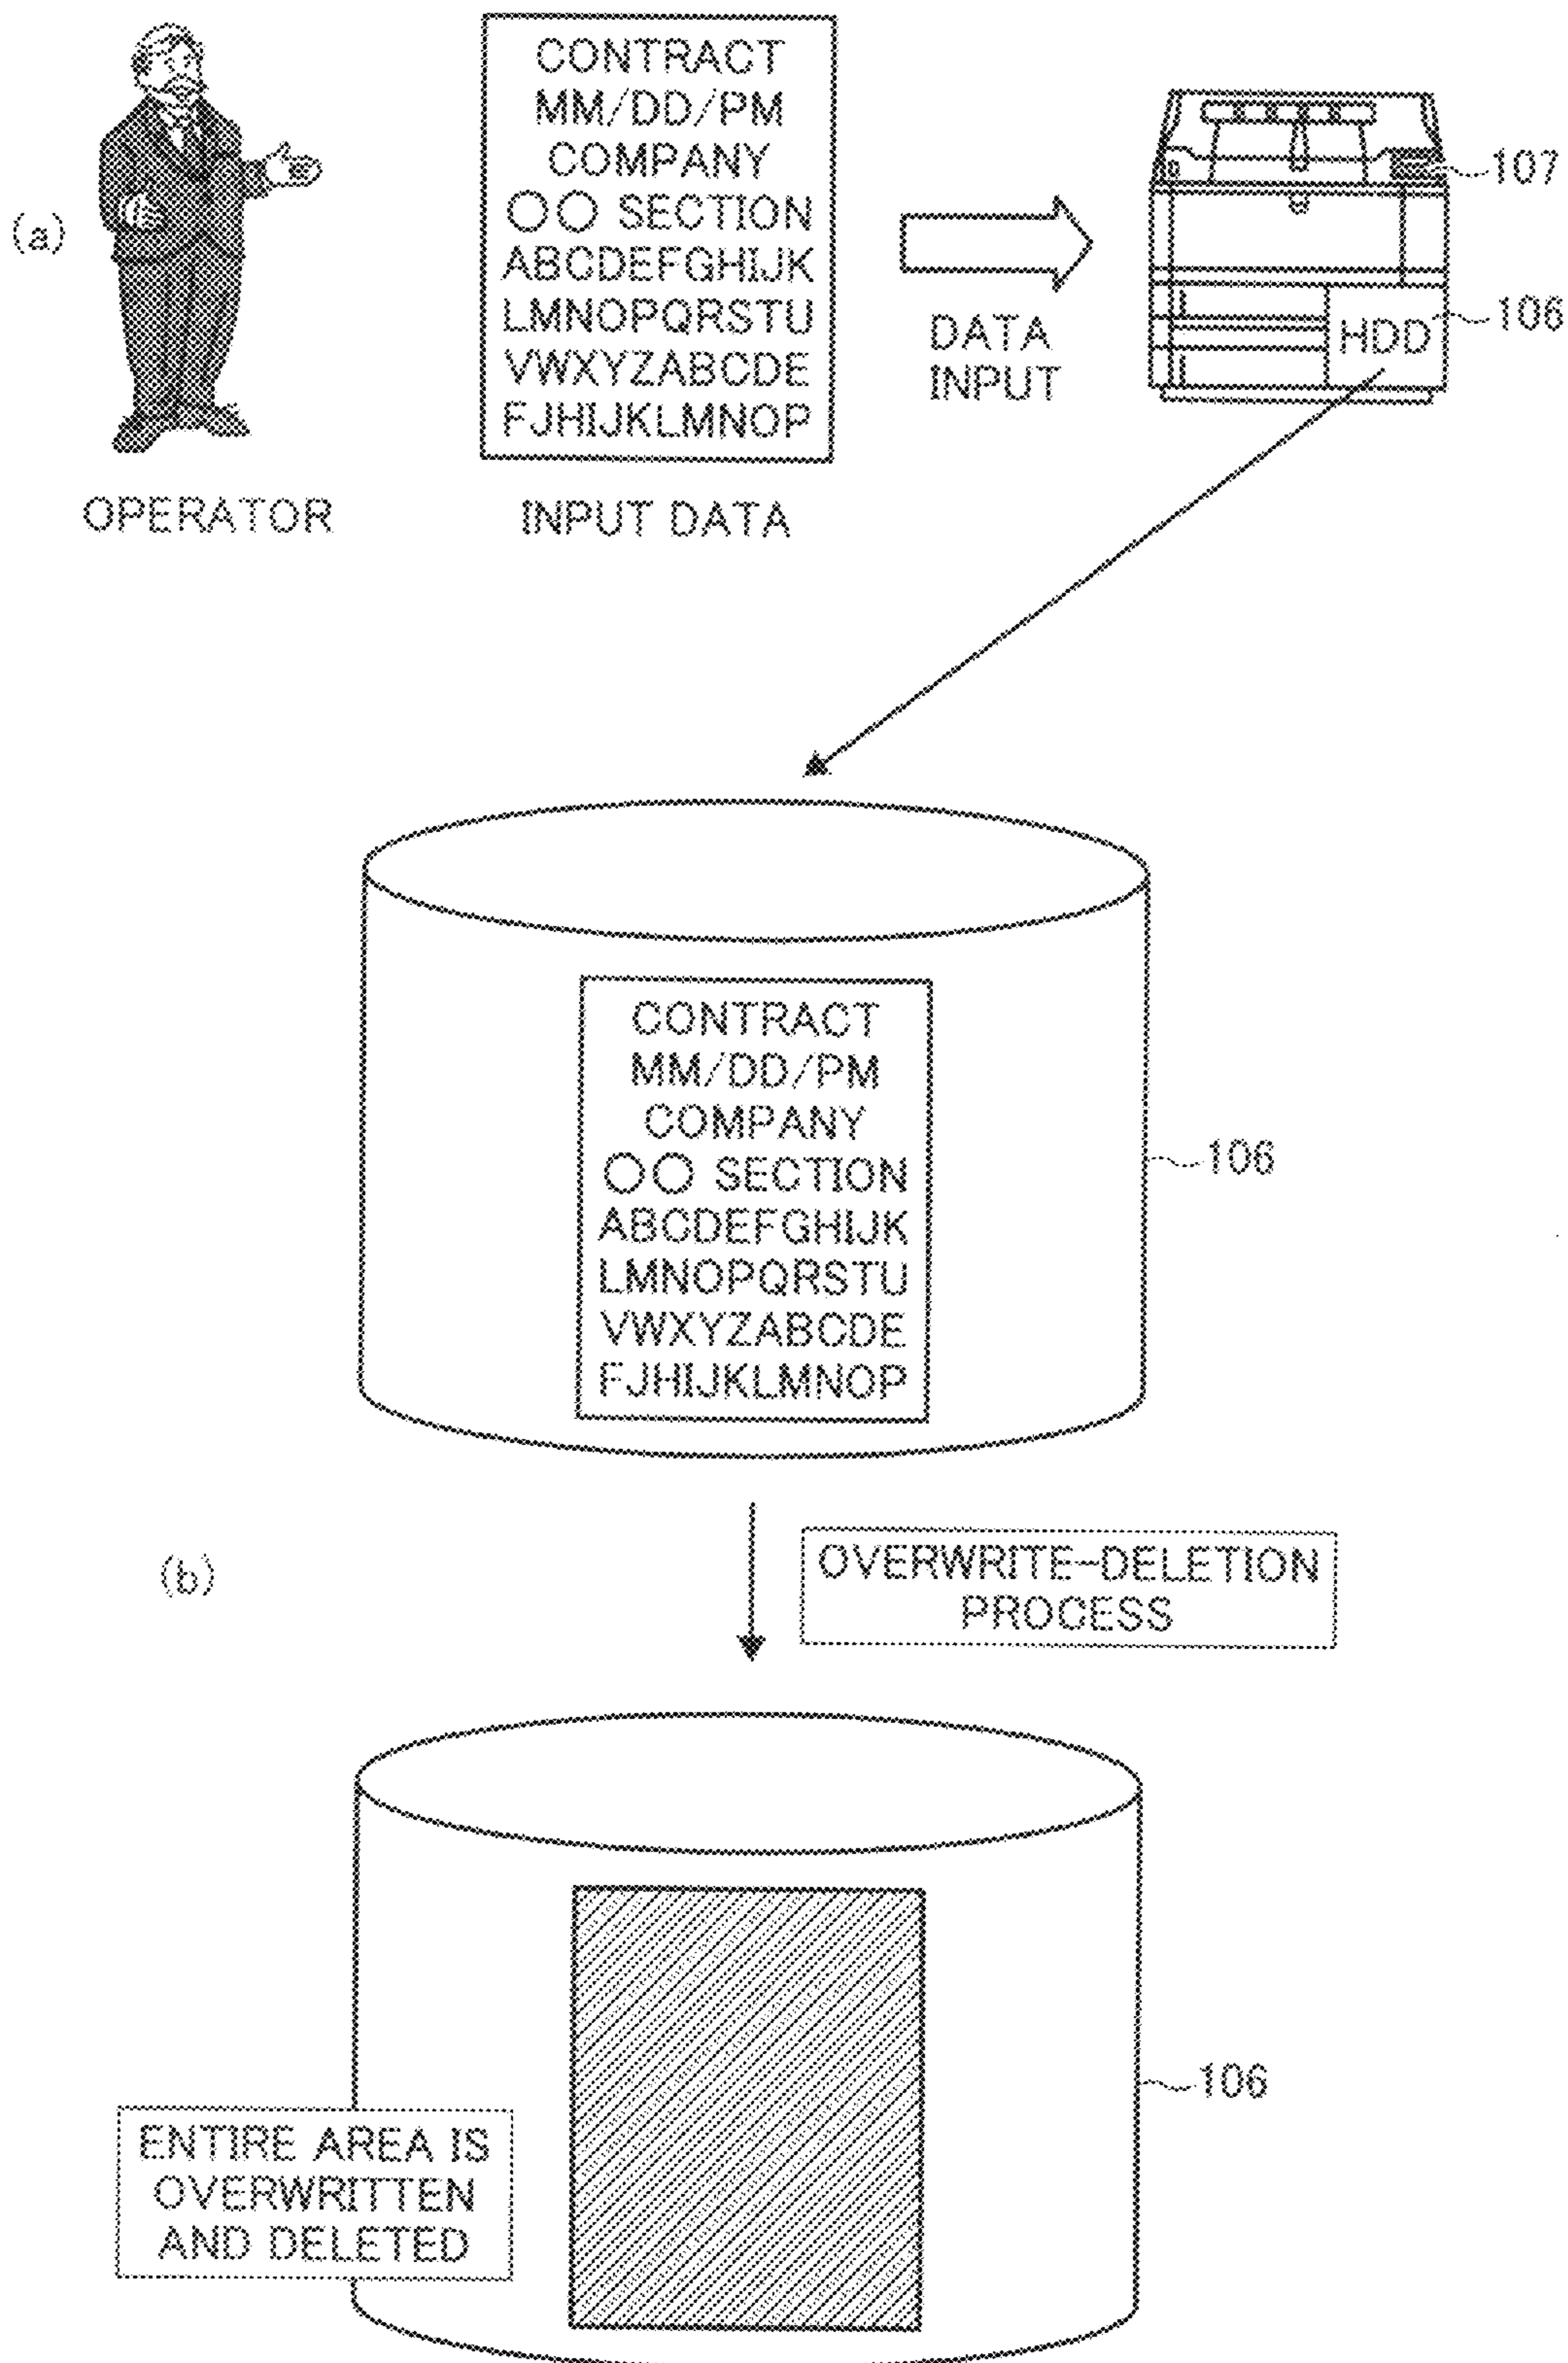 (a)
OPERATOR
CONTRACT
MM/DD/PM
COMPANY
○○ SECTION
ABCDEFGHIJK
LMNOPQRSTU
VWXYZABCDE
FJHIJKLMNOP
INPUT DATA
DATA
INPUT
107
HDD
106
CONTRACT
MM/DD/PM
COMPANY
○○ SECTION
ABCDEFGHIJK
LMNOPQRSTU
VWXYZABCDE
FJHIJKLMNOP
106
(b)
OVERWRITE-DELETION
PROCESS
106
ENTIRE AREA IS
OVERWRITTEN
AND DELETED